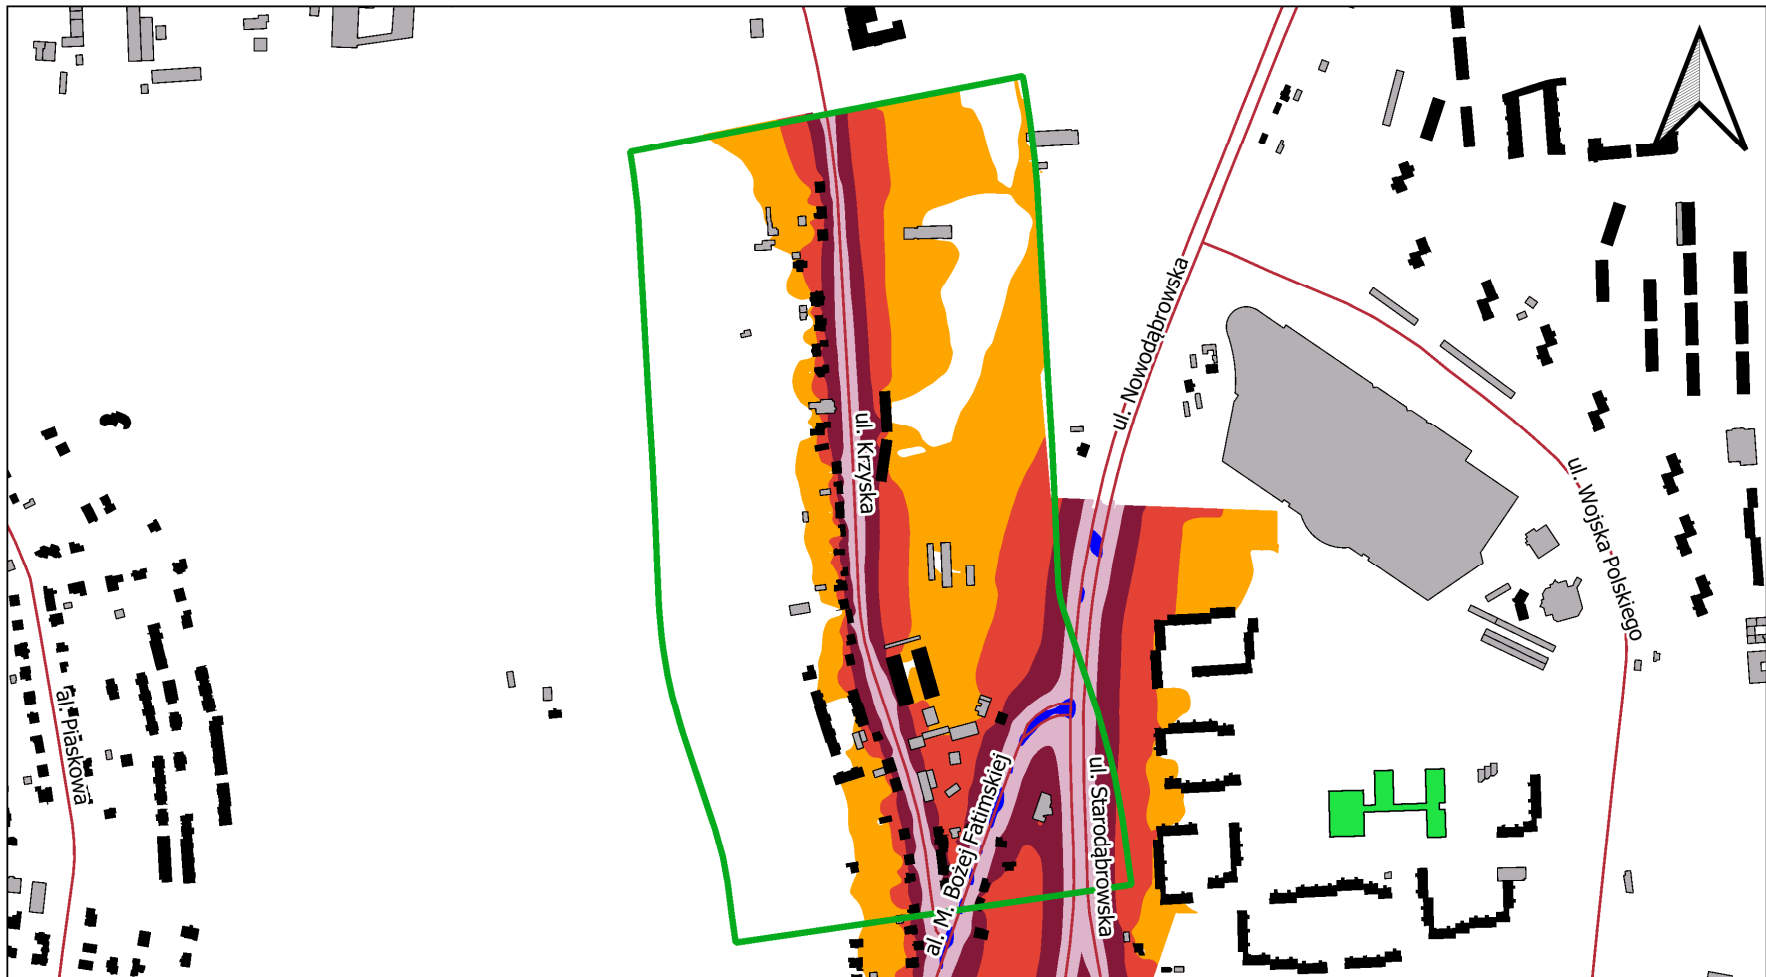 ul. Nowodąbrowska
ul. Krzyska
ul. Wojska Polskiego
al. Piaskowa
al. M. Bożej Fatimskiej
ul. Starodąbrowska